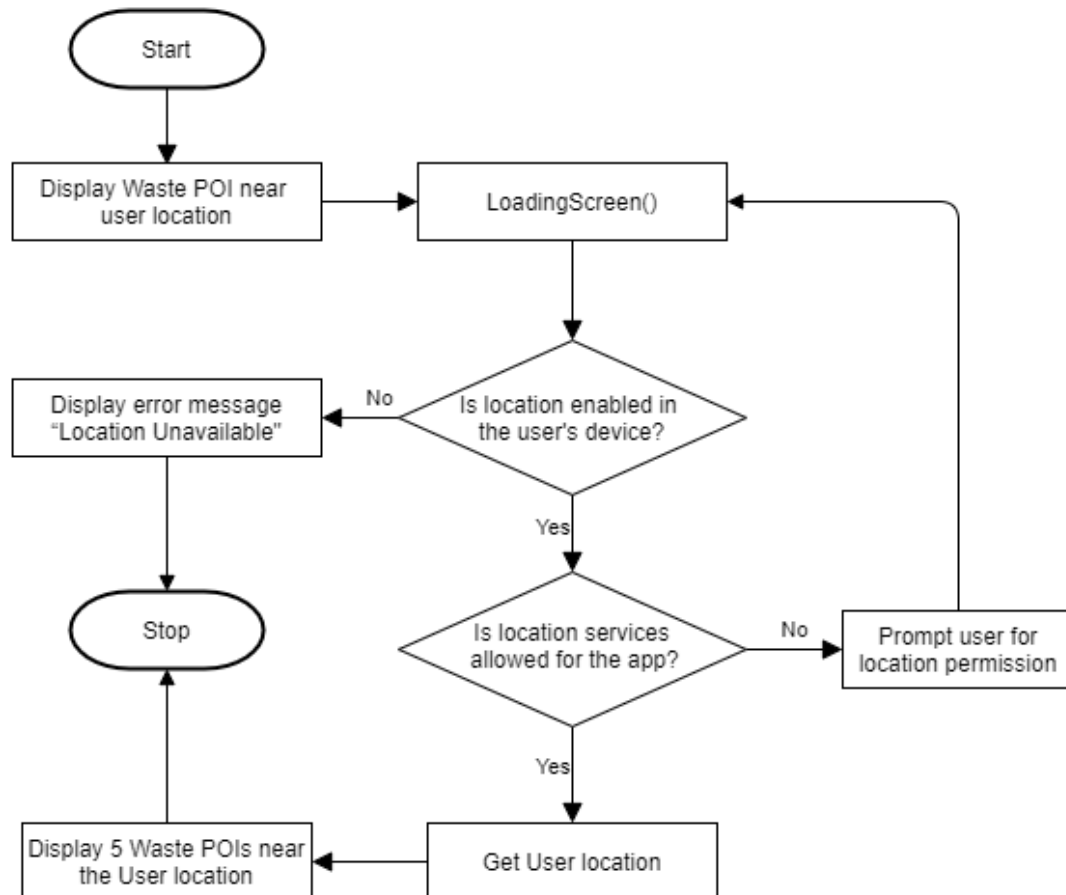 Start
Display Waste POI near
user location
LoadingScreen()
Is location enabled in
the user's device?
No
Display error message
“Location Unavailable"
Yes
Stop
Is location services
allowed for the app?
No
Prompt user for
location permission
Yes
Get User location
Display 5 Waste POIs near
the User location